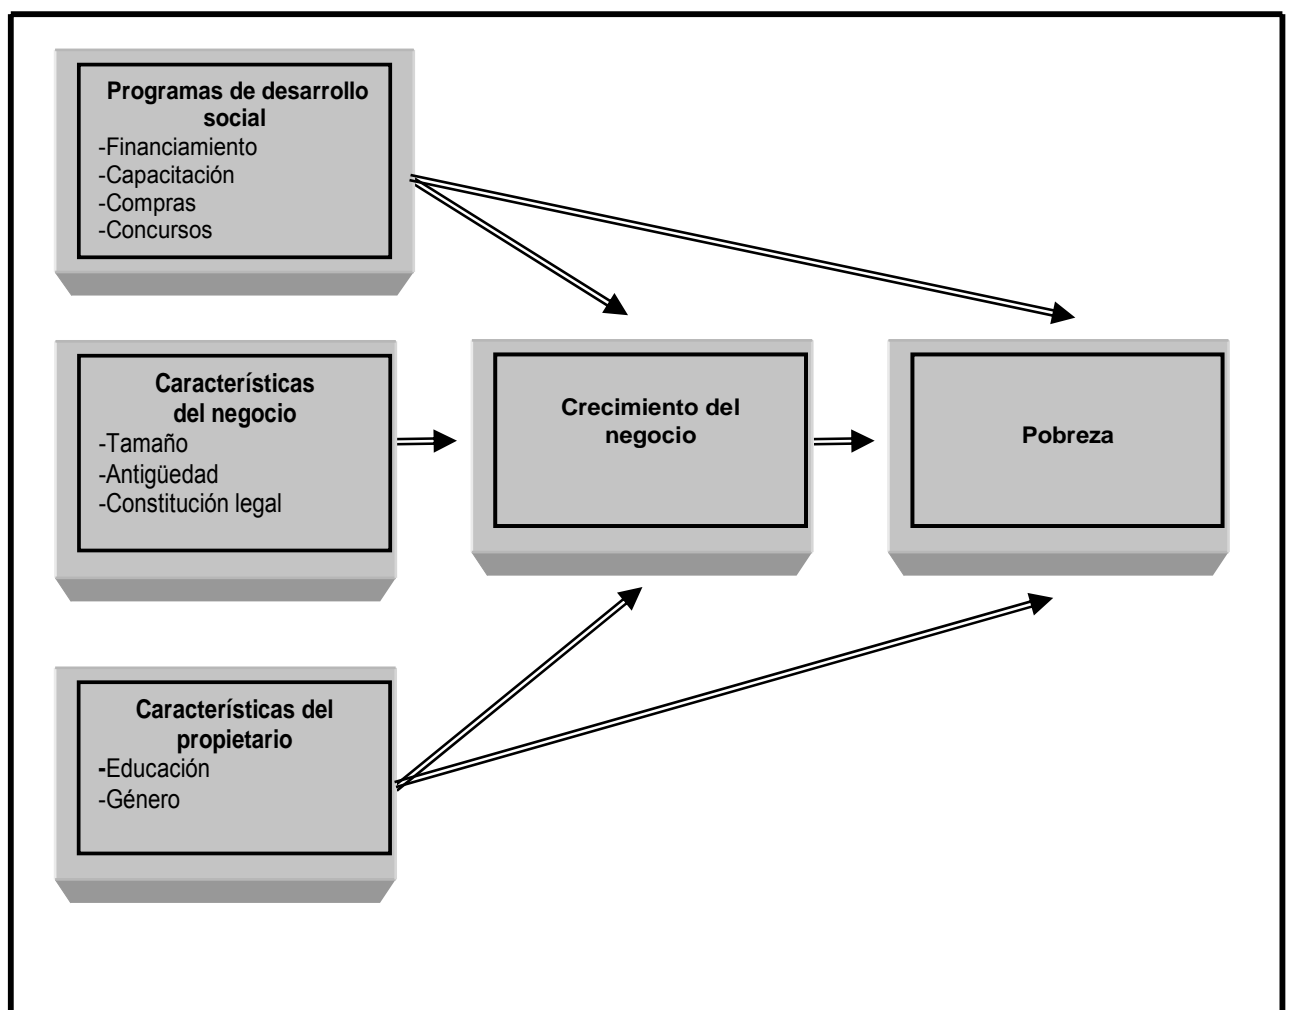 Programas de desarrollo
social
-Financiamiento
-Capacitación
-Compras
-Concursos
Característísicas
del negocio
-Tamaño
-Antigüedad
-Constitución legal
Crecimiento del
negocio
Pobreza
Características del
propietario
-Educación
-Género